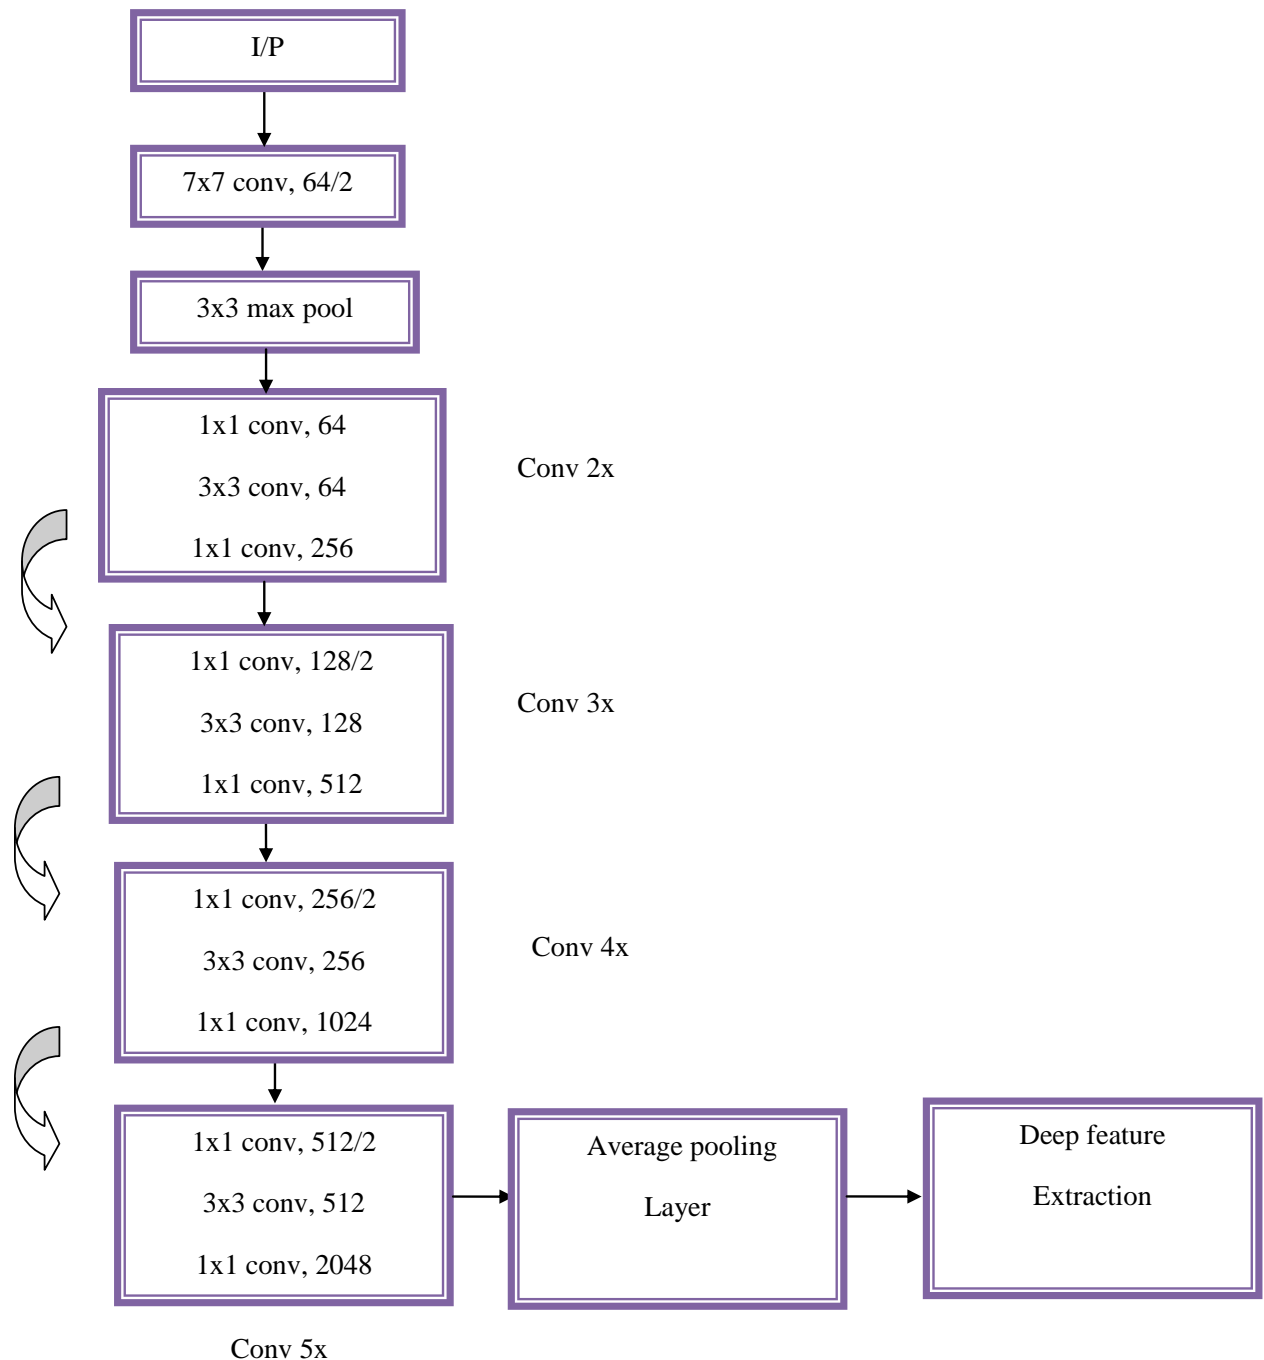 I/P
7x7 conv, 64/2
3x3 max pool
1x1 conv, 64
3x3 conv, 64
1x1 conv, 256
Conv 2x
1x1 conv, 128/2
3x3 conv, 128
1x1 conv, 512
Conv 3x
1x1 conv, 256/2
3x3 conv, 256
1x1 conv, 1024
Conv 4x
1x1 conv, 512/2
3x3 conv, 512
1x1 conv, 2048
Conv 5x
Average pooling
Layer
Deep feature
Extraction